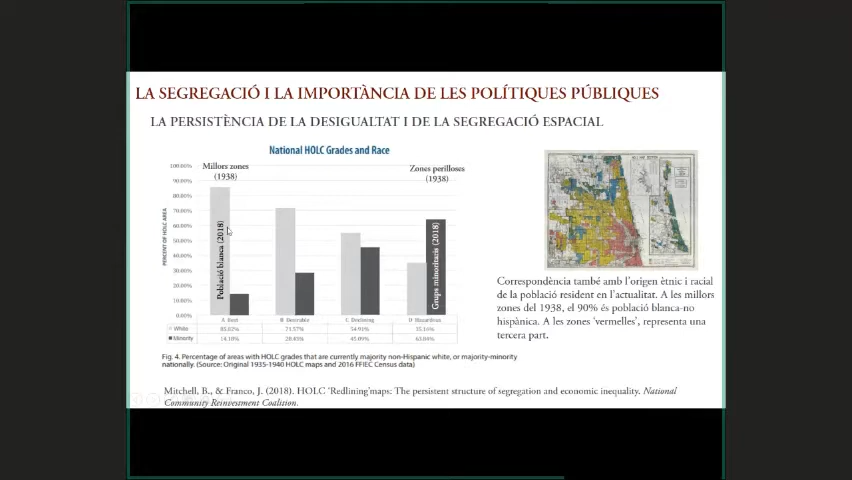 LA SEGREGACIÓ I LA IMPORTÀNCIA DE LES POLÍTIQUES PÚBLIQUES
LA PERSISTÈNCIA DE LA DESIGUALTAT I DE LA SEGREGACIÓ ESPACIAL
National HOLC Grades and Race
Millors zones
(1938)
Zones perilloses
(1938)
100.00%
90.00%
80.00%
70.00%
60.00%
50.00%
40.00%
30.00%
20.00%
10.00%
0.00%
PERCENT OF HOLC AREA
Població blanca (2018)
Grups minoritacis (2018)
A Best
B Desirable
C Declining
D Hazardous
White 85.82% 71.57% 54.91% 35.16%
Minority 14.18% 28.43% 45.09% 63.84%
Fig. 4. Percentage of areas with HOLC grades that are currently majority non-Hispanic white, or majority-minority
nationally. (Source: Original 1935-1940 HOLC maps and 2016 FFIEC Census data)
Correspondència també amb l'origen ètnic i racial
de la població resident en l'actualitat. A les millors
zones del 1938, el 90% és població blanca-no
hispànica. A les zones 'vermelles', representa una
tercera part.
Mitchell, B., & Franco, J. (2018). HOLC 'Redlining'maps: The persistent structure of segregation and economic inequality. National
Community Reinvestment Coalition.